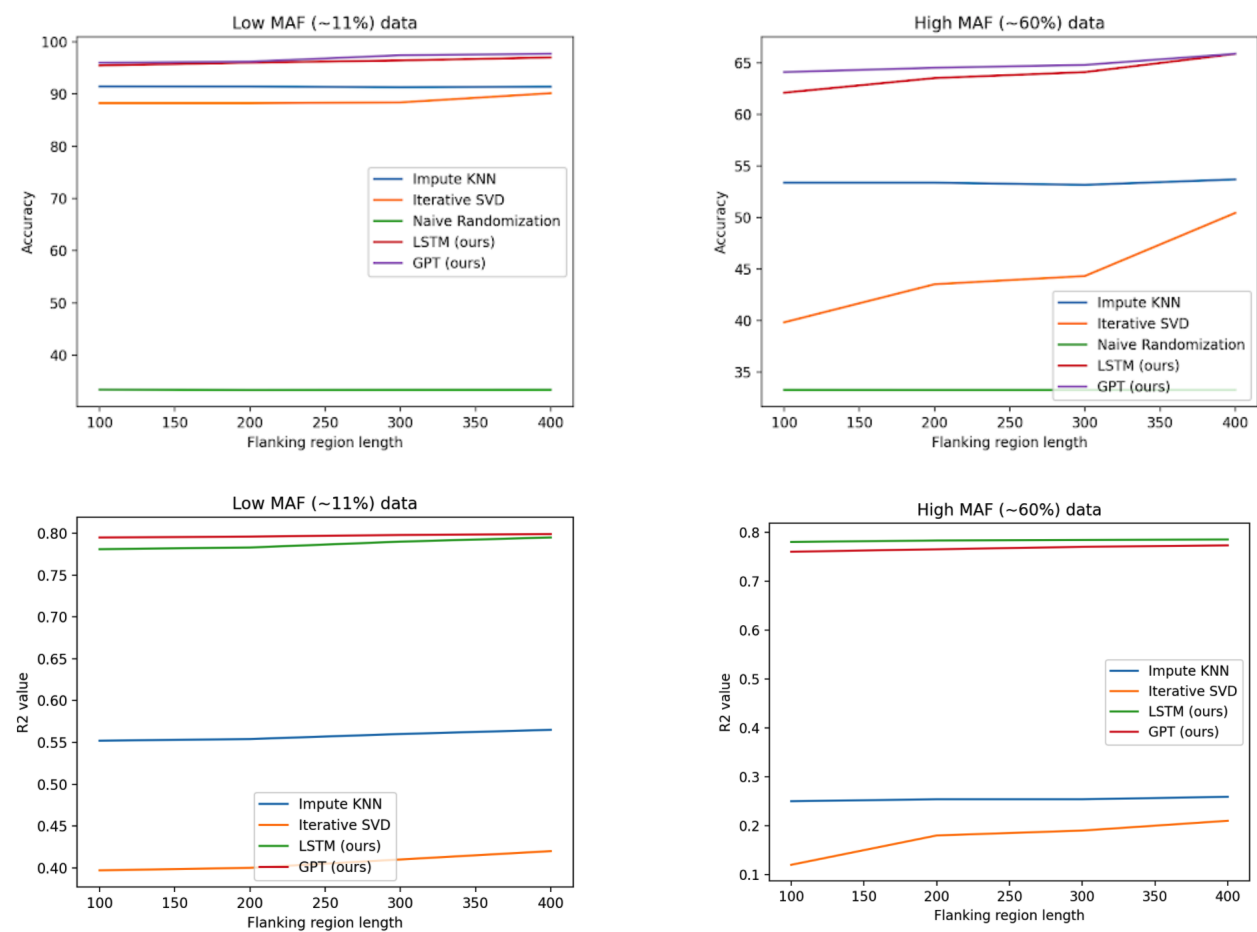 Low MAF (~11%) data
100
90
80
70
60
50
40
Accuracy
Impute KNN
Iterative SVD
Naive Randomization
LSTM (ours)
GPT (ours)
100 150 200 250 300 350 400
Flanking region length
High MAF (~60%) data
65
60
55
50
45
40
35
Accuracy
Impute KNN
Iterative SVD
Naive Randomization
LSTM (ours)
GPT (ours)
100 150 200 250 300 350 400
Flanking region length
Low MAF (~11%) data
0.80
0.75
0.70
0.65
0.60
0.55
0.50
0.45
0.40
R2 value
Impute KNN
Iterative SVD
LSTM (ours)
GPT (ours)
100 150 200 250 300 350 400
Flanking region length
High MAF (~60%) data
0.8
0.7
0.6
0.5
0.4
0.3
0.2
0.1
R2 value
Impute KNN
Iterative SVD
LSTM (ours)
GPT (ours)
100 150 200 250 300 350 400
Flanking region length